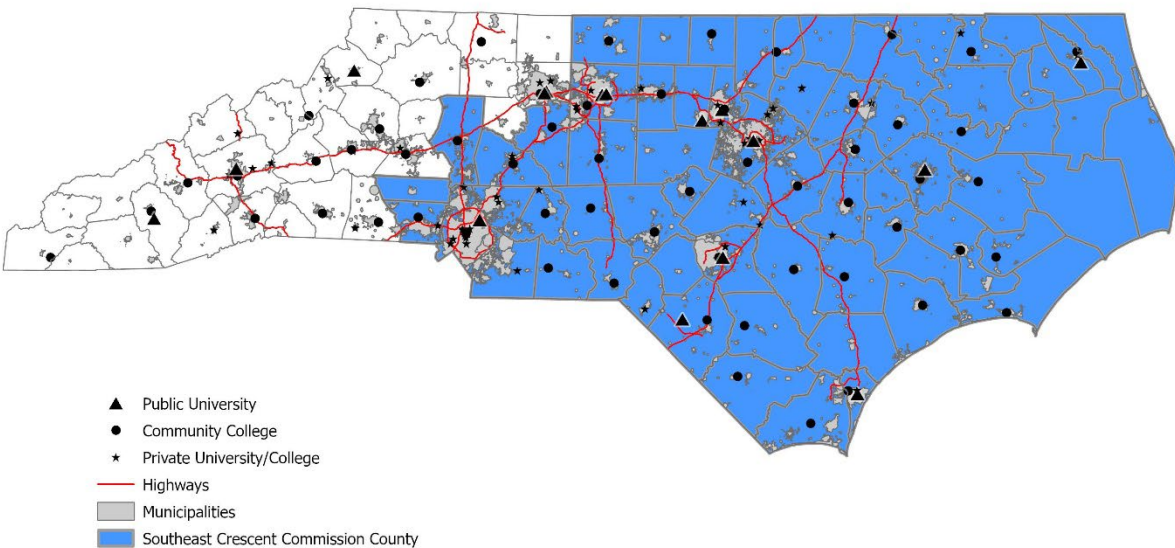 Public University
Community College
Private University/College
Highways
Municipalities
Southeast Crescent Commission County